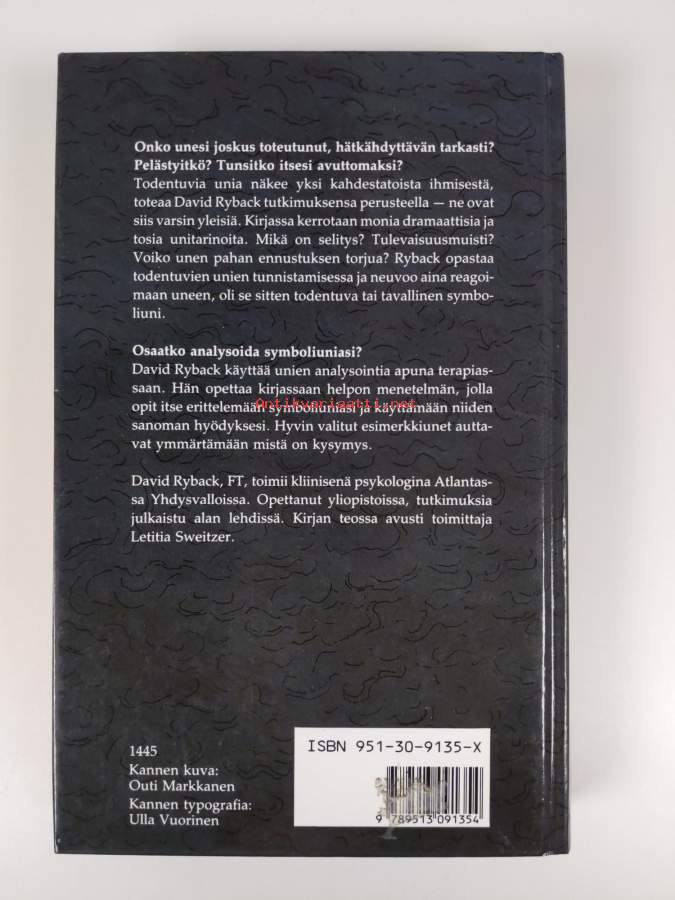 Onko unesi joskus toteutunut, hätkähdyttävän tarkasti?
Pelästyitkö? Tunsitko itsesi avuttomaksi?
Todentuvia unia näkee yksi kahdestatoista ihmisestä,
toteaa David Ryback tutkimuksensa perusteella — ne ovat
siis varsin yleisiä. Kirjassa kerrotaan monia dramaattisia ja
tosia unitarinoita. Mikä on selitys? Tulevaisuusmuisti?
Voiko unen pahan ennustuksen torjua? Ryback opastaa
todentuvien unien tunnistamisessa ja neuvoo aina reagoi-
maan uneen, oli se sitten todentuva tai tavallinen symbo-
liuni.
Osaatko analysoida symboliuniasi?
David Ryback käyttää unien analysointia apuna terapias-
saan. Hän opettaa kirjassaan helpon menetelmän, jolla
opit itse erittelemään symboliuniasi ja käyttämään niiden
Antikvariaatti.net
sanoman hyödyksesi. Hyvin valitut esimerkkiunet autta-
vat ymmärtämään mistä on kysymys.
David Ryback, FT, toimii kliinisenä psykologina Atlantas-
sa Yhdysvalloissa. Opettanut yliopistoissa, tutkimuksia
julkaistu alan lehdissä. Kirjan teossa avusti toimittaja
Letitia Sweitzer.
1445
Kannen kuva:
Outi Markkanen
Kannen typografia:
Ulla Vuorinen
ISBN 951-30-9135-X
9 789513 091354